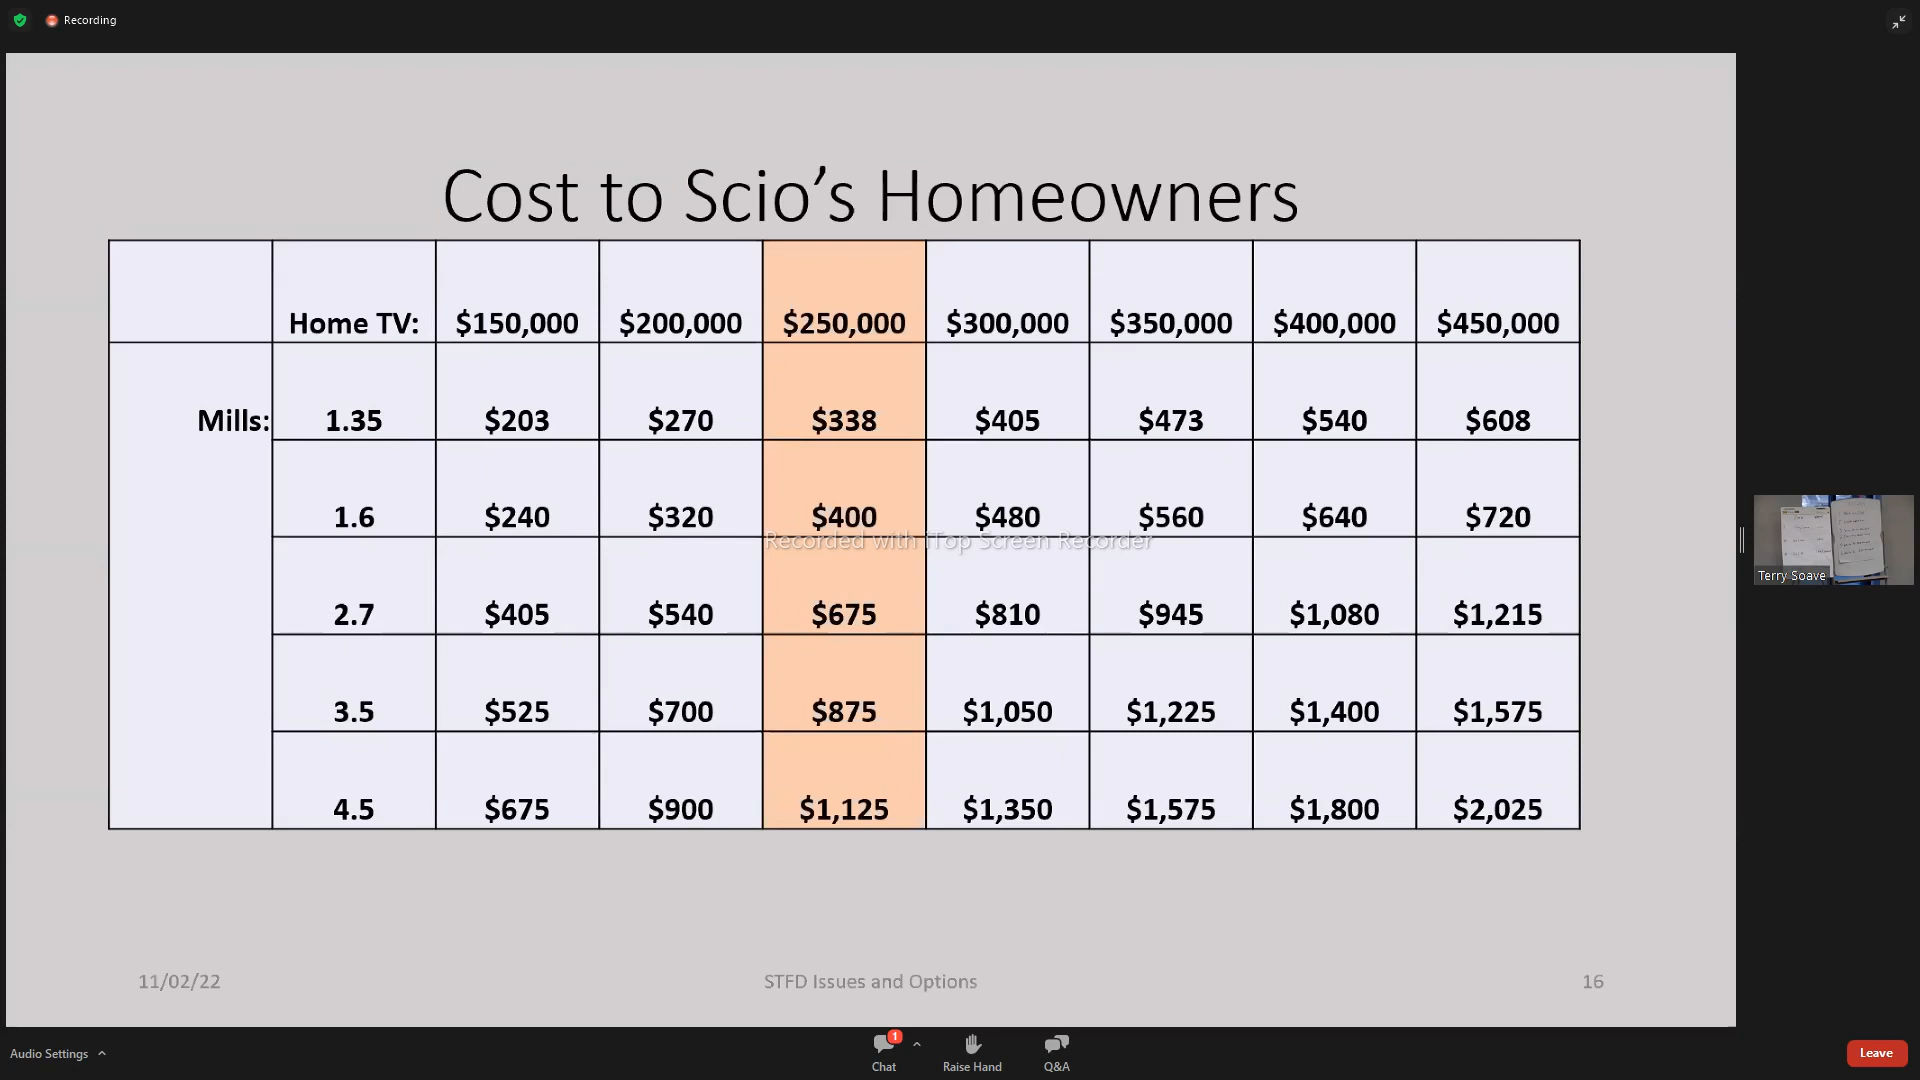 Recording
Cost to Scio's Homeowners
Home TV: $150,000 $200,000 $250,000 $300,000 $350,000 $400,000 $450,000
Mills: 1.35 $203 $270 $338 $405 $473 $540 $608
1.6 $240 $320 $400 $480 $560 $640 $720
Recorded with iTop Screen Recorder
2.7 $405 $540 $675 $810 $945 $1,080 $1,215
Terry Soave
3.5 $525 $700 $875 $1,050 $1,225 $1,400 $1,575
4.5 $675 $900 $1,125 $1,350 $1,575 $1,800 $2,025
11/02/22 STFD Issues and Options 16
Audio Settings
1
Chat Raise Hand Q&A
Leave